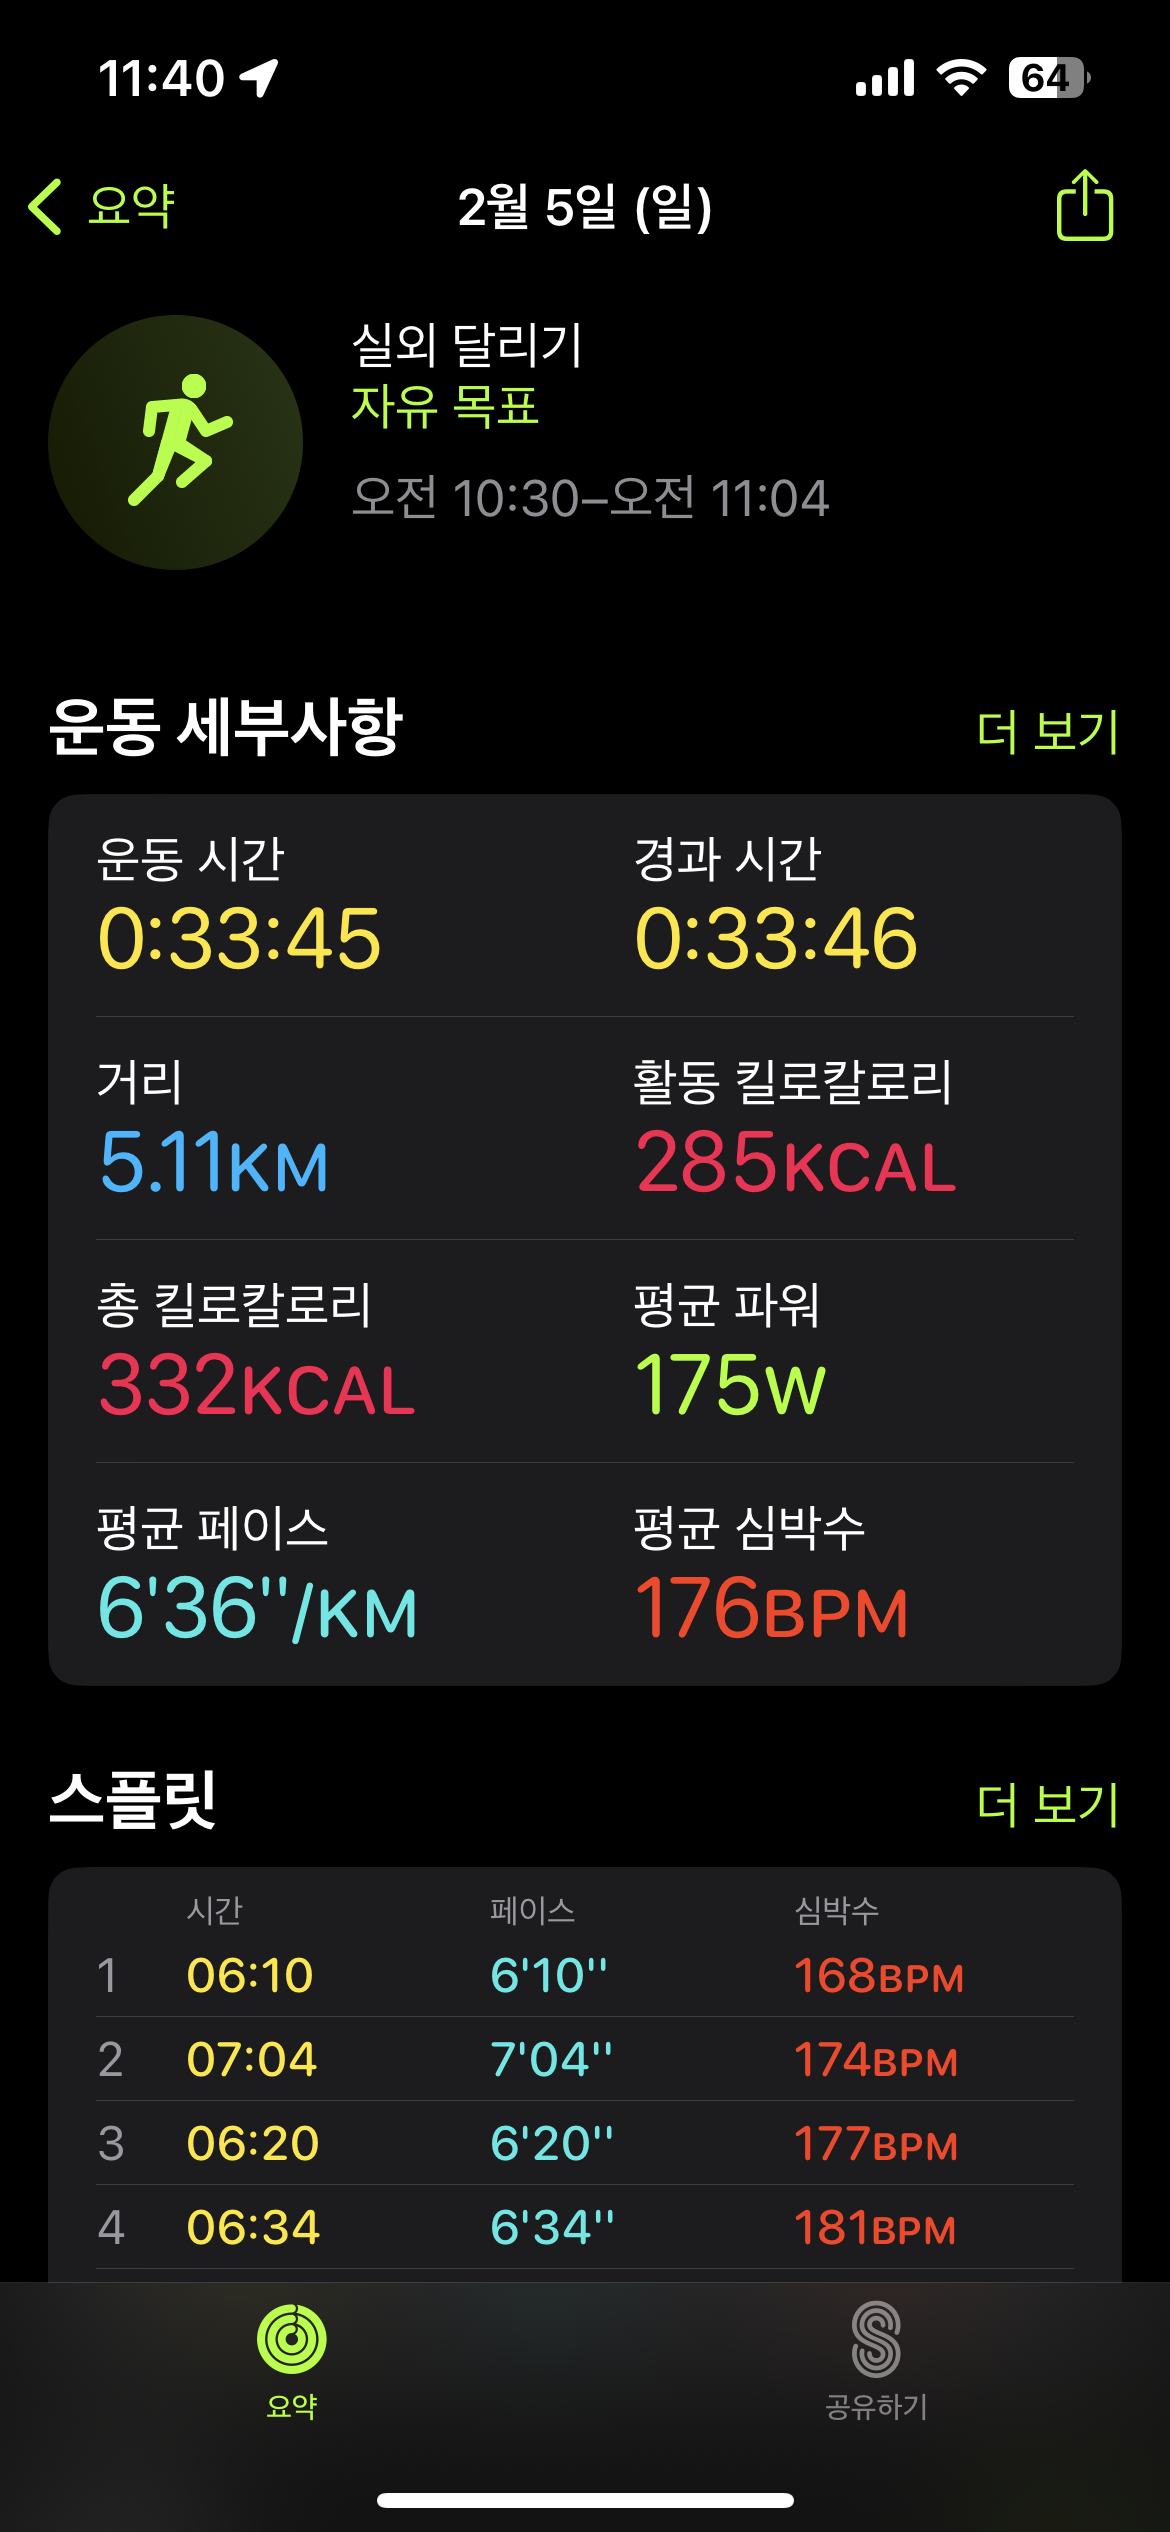 11:40
64
요약
2월 5일 (일)
실외 달리기
자유 목표
오전 10:30–오전 11:04
운동 세부사항
더 보기
운동 시간
경과 시간
0:33:45
0:33:46
거리
활동 킬로칼로리
5.11KM
285KCAL
총 킬로칼로리
평균 파워
332KCAL
175W
평균 페이스
평균 심박수
6'36''/KM
176BPM
스플릿
더 보기
시간 페이스 심박수
1 06:10 6'10'' 168BPM
2 07:04 7'04'' 174BPM
3 06:20 6'20'' 177BPM
4 06:34 6'34'' 181BPM
요약
공유하기